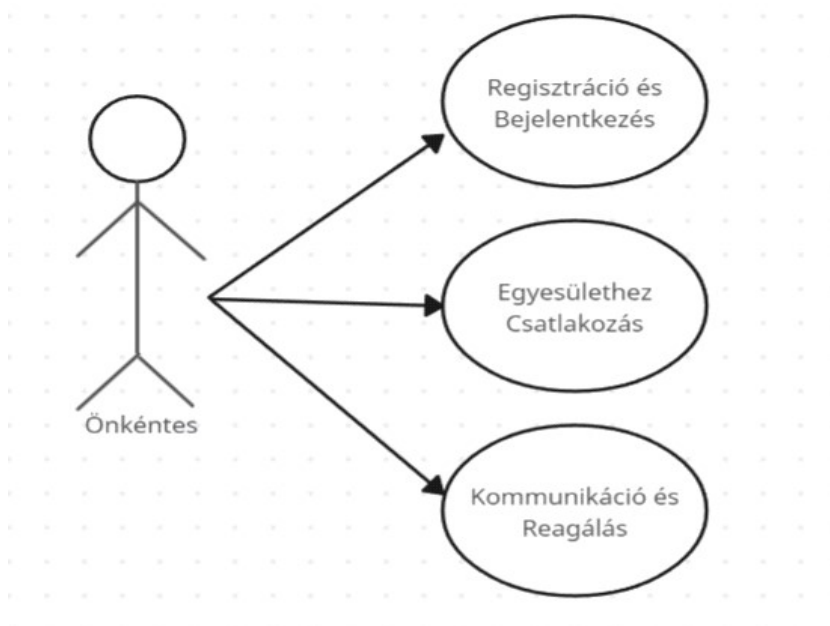 Regisztráció és
Bejelentkezés
Egyesülethez
Csatlakozás
Önkéntes
Kommunikáció és
Reagálás